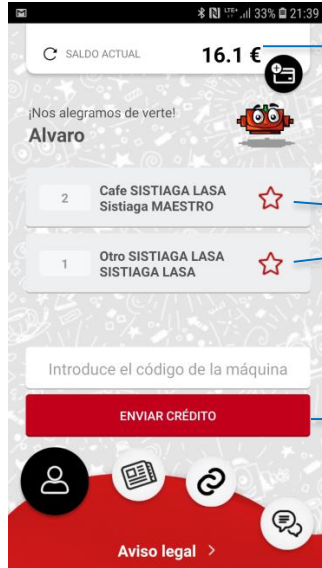 LTE+ 33% 21:39
SALDO ACTUAL 16.1 €
¡Nos alegramos de verte!
Alvaro
2 Cafe SISTIAGA LASA
Sistiaga MAESTRO
1 Otro SISTIAGA LASA
SISTIAGA LASA
Introduce el código de la máquina
ENVIAR CRÉDITO
Aviso legal >